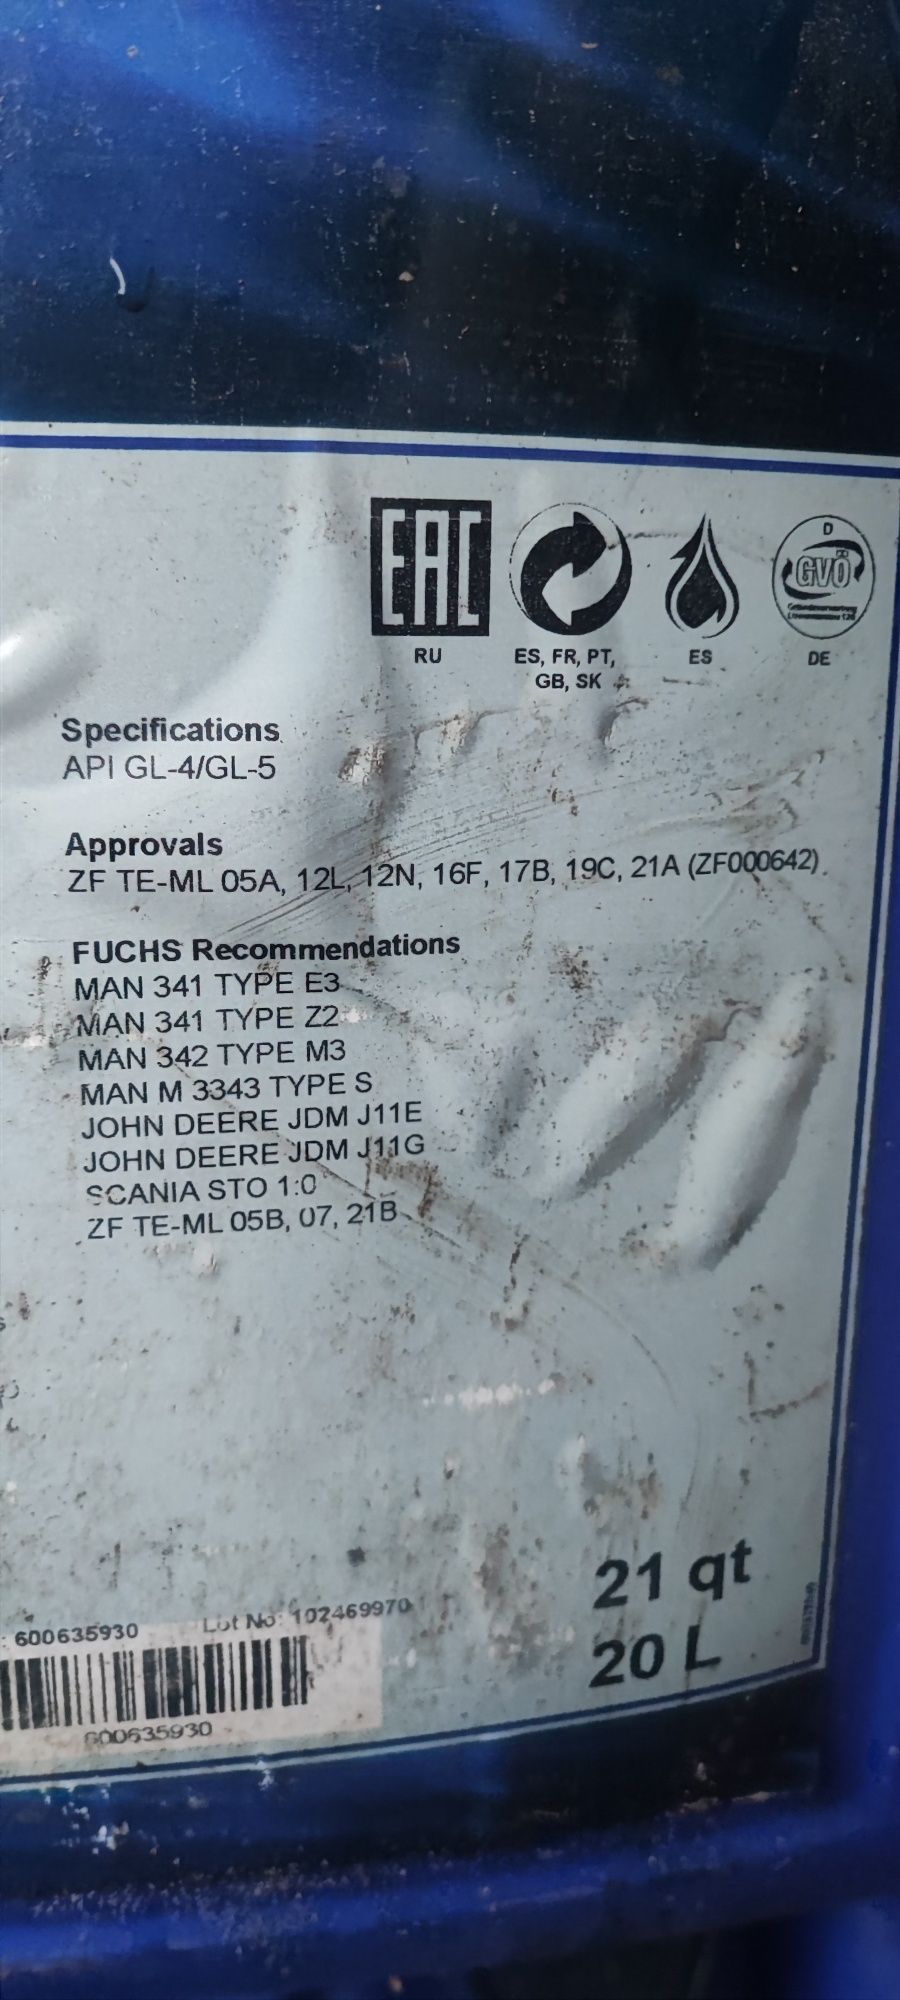 EAC
D
GVÖ
RU
ES, FR, PT,
GB, SK
ES
DE
Specifications
API GL-4/GL-5
Approvals
ZF TE-ML 05A, 12L, 12N, 16F, 17B, 19C, 21A (ZF000642)
FUCHS Recommendations
MAN 341 TYPE E3
MAN 341 TYPE Z2
MAN 342 TYPE M3
MAN M 3343 TYPE S
JOHN DEERE JDM J11E
JOHN DEERE JDM J11G
SCANIA STO 1:0
ZF TE-ML 05B, 07, 21B
21 qt
20 L
: 600635930 Lot No: 102469970
600635930